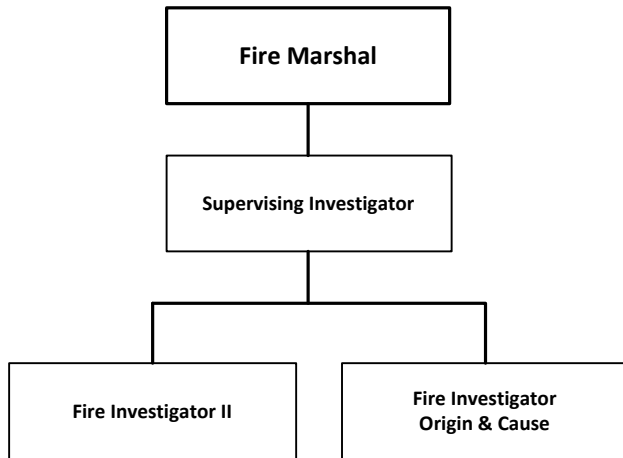 Fire Marshal
Supervising Investigator
Fire Investigator II
Fire Investigator
Origin & Cause